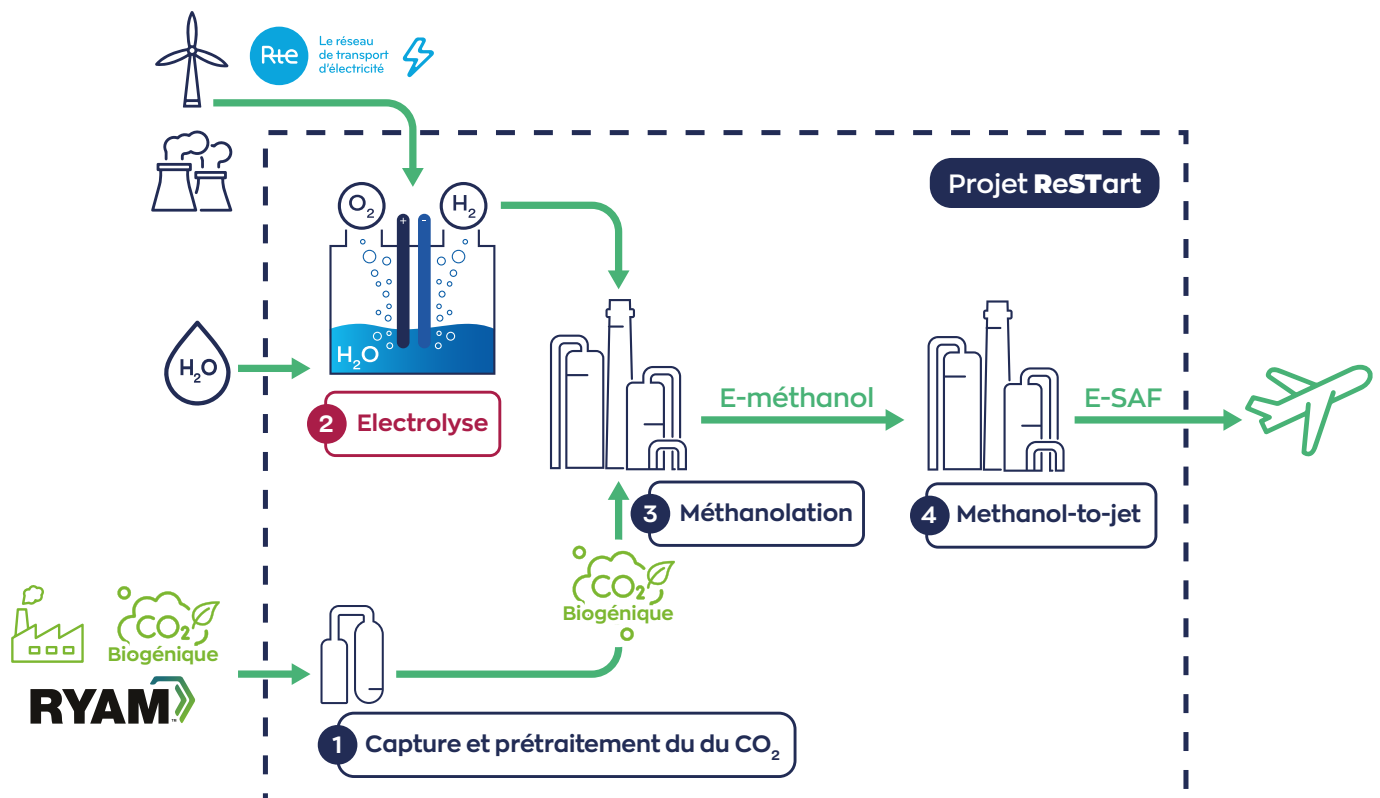 Rte
Le réseau
de transport
d'électricité
Projet ReSTart
O₂
H₂
+
-
H₂O
H₂O
2 Electrolyse
E-méthanol
E-SAF
3 Méthanolation
4 Methanol-to-jet
CO₂
Biogénique
CO₂
Biogénique
RYAM™
1 Capture et prétraitement du du CO₂